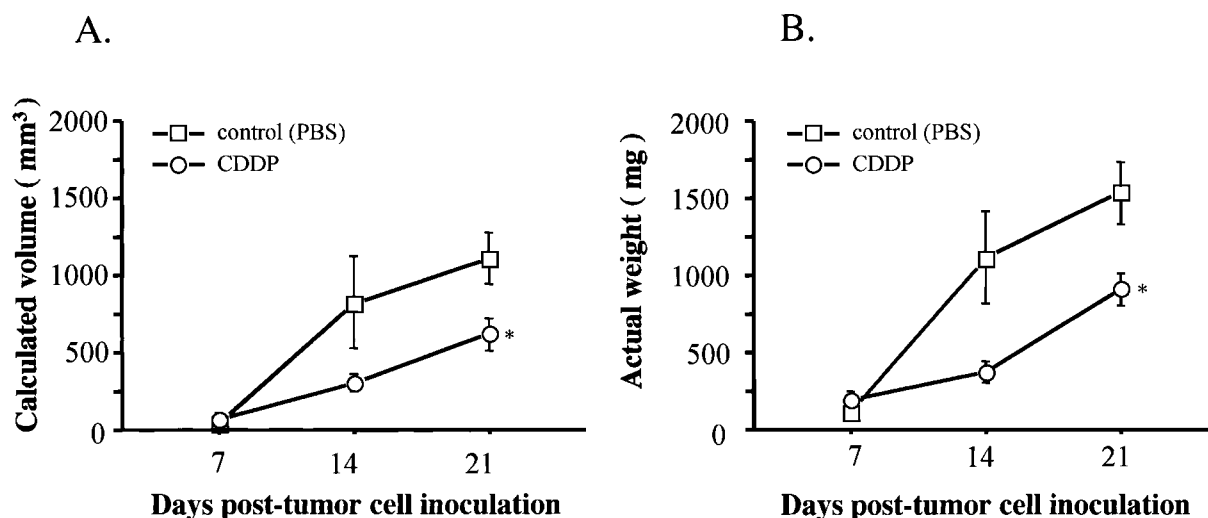 A.
Calculated volume ( mm³ )
2000
1500
1000
500
0
control (PBS)
CDDP
*
7 14 21
Days post-tumor cell inoculation
B.
Actual weight ( mg )
2000
1500
1000
500
0
control (PBS)
CDDP
*
7 14 21
Days post-tumor cell inoculation